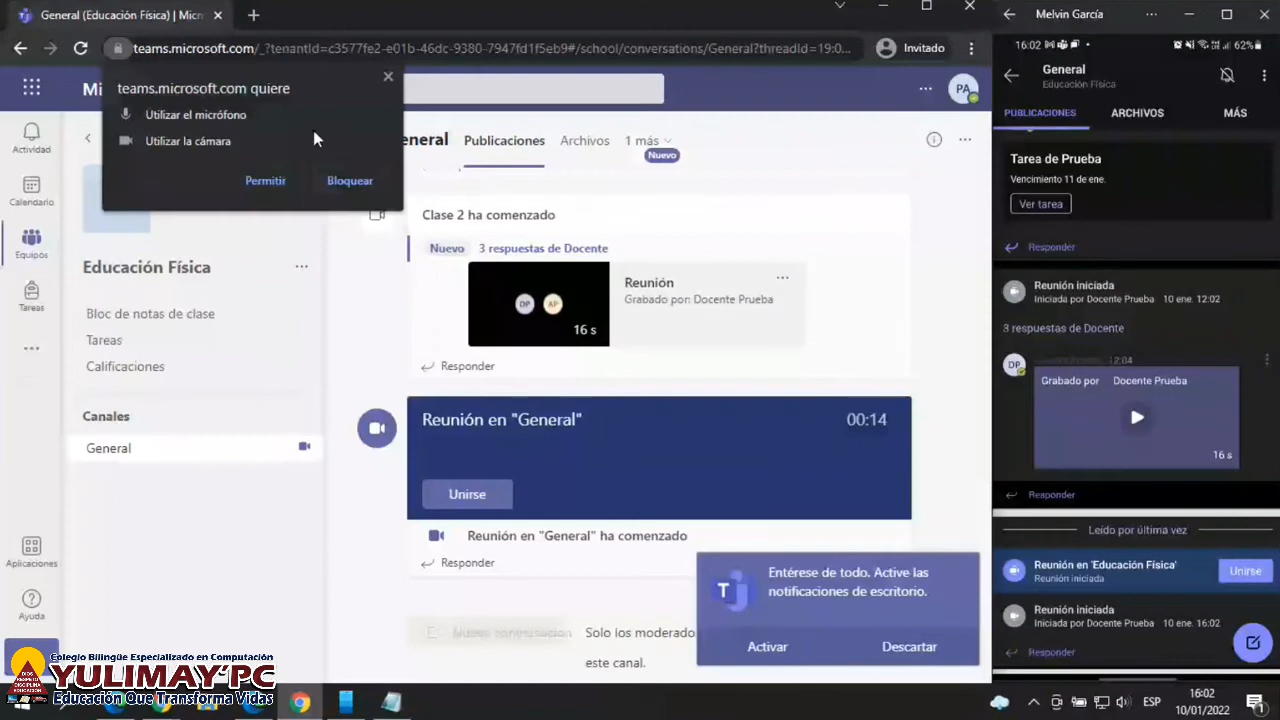 General (Educación Física) | Micr
teams.microsoft.com/_?tenantId=c3577fe2-e01b-46dc-9380-7947fd1f5eb9#/school/conversations/General?threadId=19:0...
Invitado
Mi
PA
teams.microsoft.com quiere
Utilizar el micrófono
Utilizar la cámara
Permitir
Bloquear
Actividad
Calendario
Equipos
Tareas
Aplicaciones
Ayuda
Educación Física
Bloc de notas de clase
Tareas
Calificaciones
Canales
General
eneral
Publicaciones
Archivos
1 más
Nuevo
Clase 2 ha comenzado
Nuevo
3 respuestas de Docente
DP
AP
16 s
Reunión
Grabado por: Docente Prueba
Responder
Reunión en "General"
00:14
Unirse
Reunión en "General" ha comenzado
Responder
Solo los moderado
este canal.
Entérese de todo. Active las
notificaciones de escritorio.
Activar
Descartar
Melvin García
16:02
62%
General
Educación Física
PUBLICACIONES
ARCHIVOS
MÁS
Tarea de Prueba
Vencimiento 11 de ene.
Ver tarea
Responder
Reunión iniciada
Iniciada por Docente Prueba 10 ene. 12:02
3 respuestas de Docente
DP
12:04
Grabado por Docente Prueba
16 s
Responder
Leído por última vez
Reunión en 'Educación Física'
Reunión iniciada
Unirse
Reunión iniciada
Iniciada por Docente Prueba 10 ene. 16:02
Responder
Colegio Bilingüe Especializado en Computación
YULIMAY PC
Educación Que Transforma Vidas
ESP
16:02
10/01/2022
1